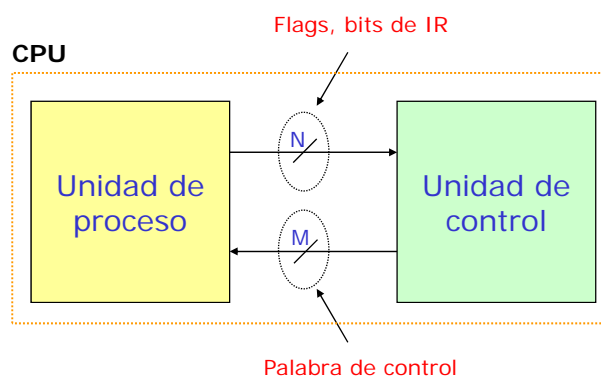 Flags, bits de IR
CPU
N
Unidad de
proceso
Unidad de
control
M
Palabra de control